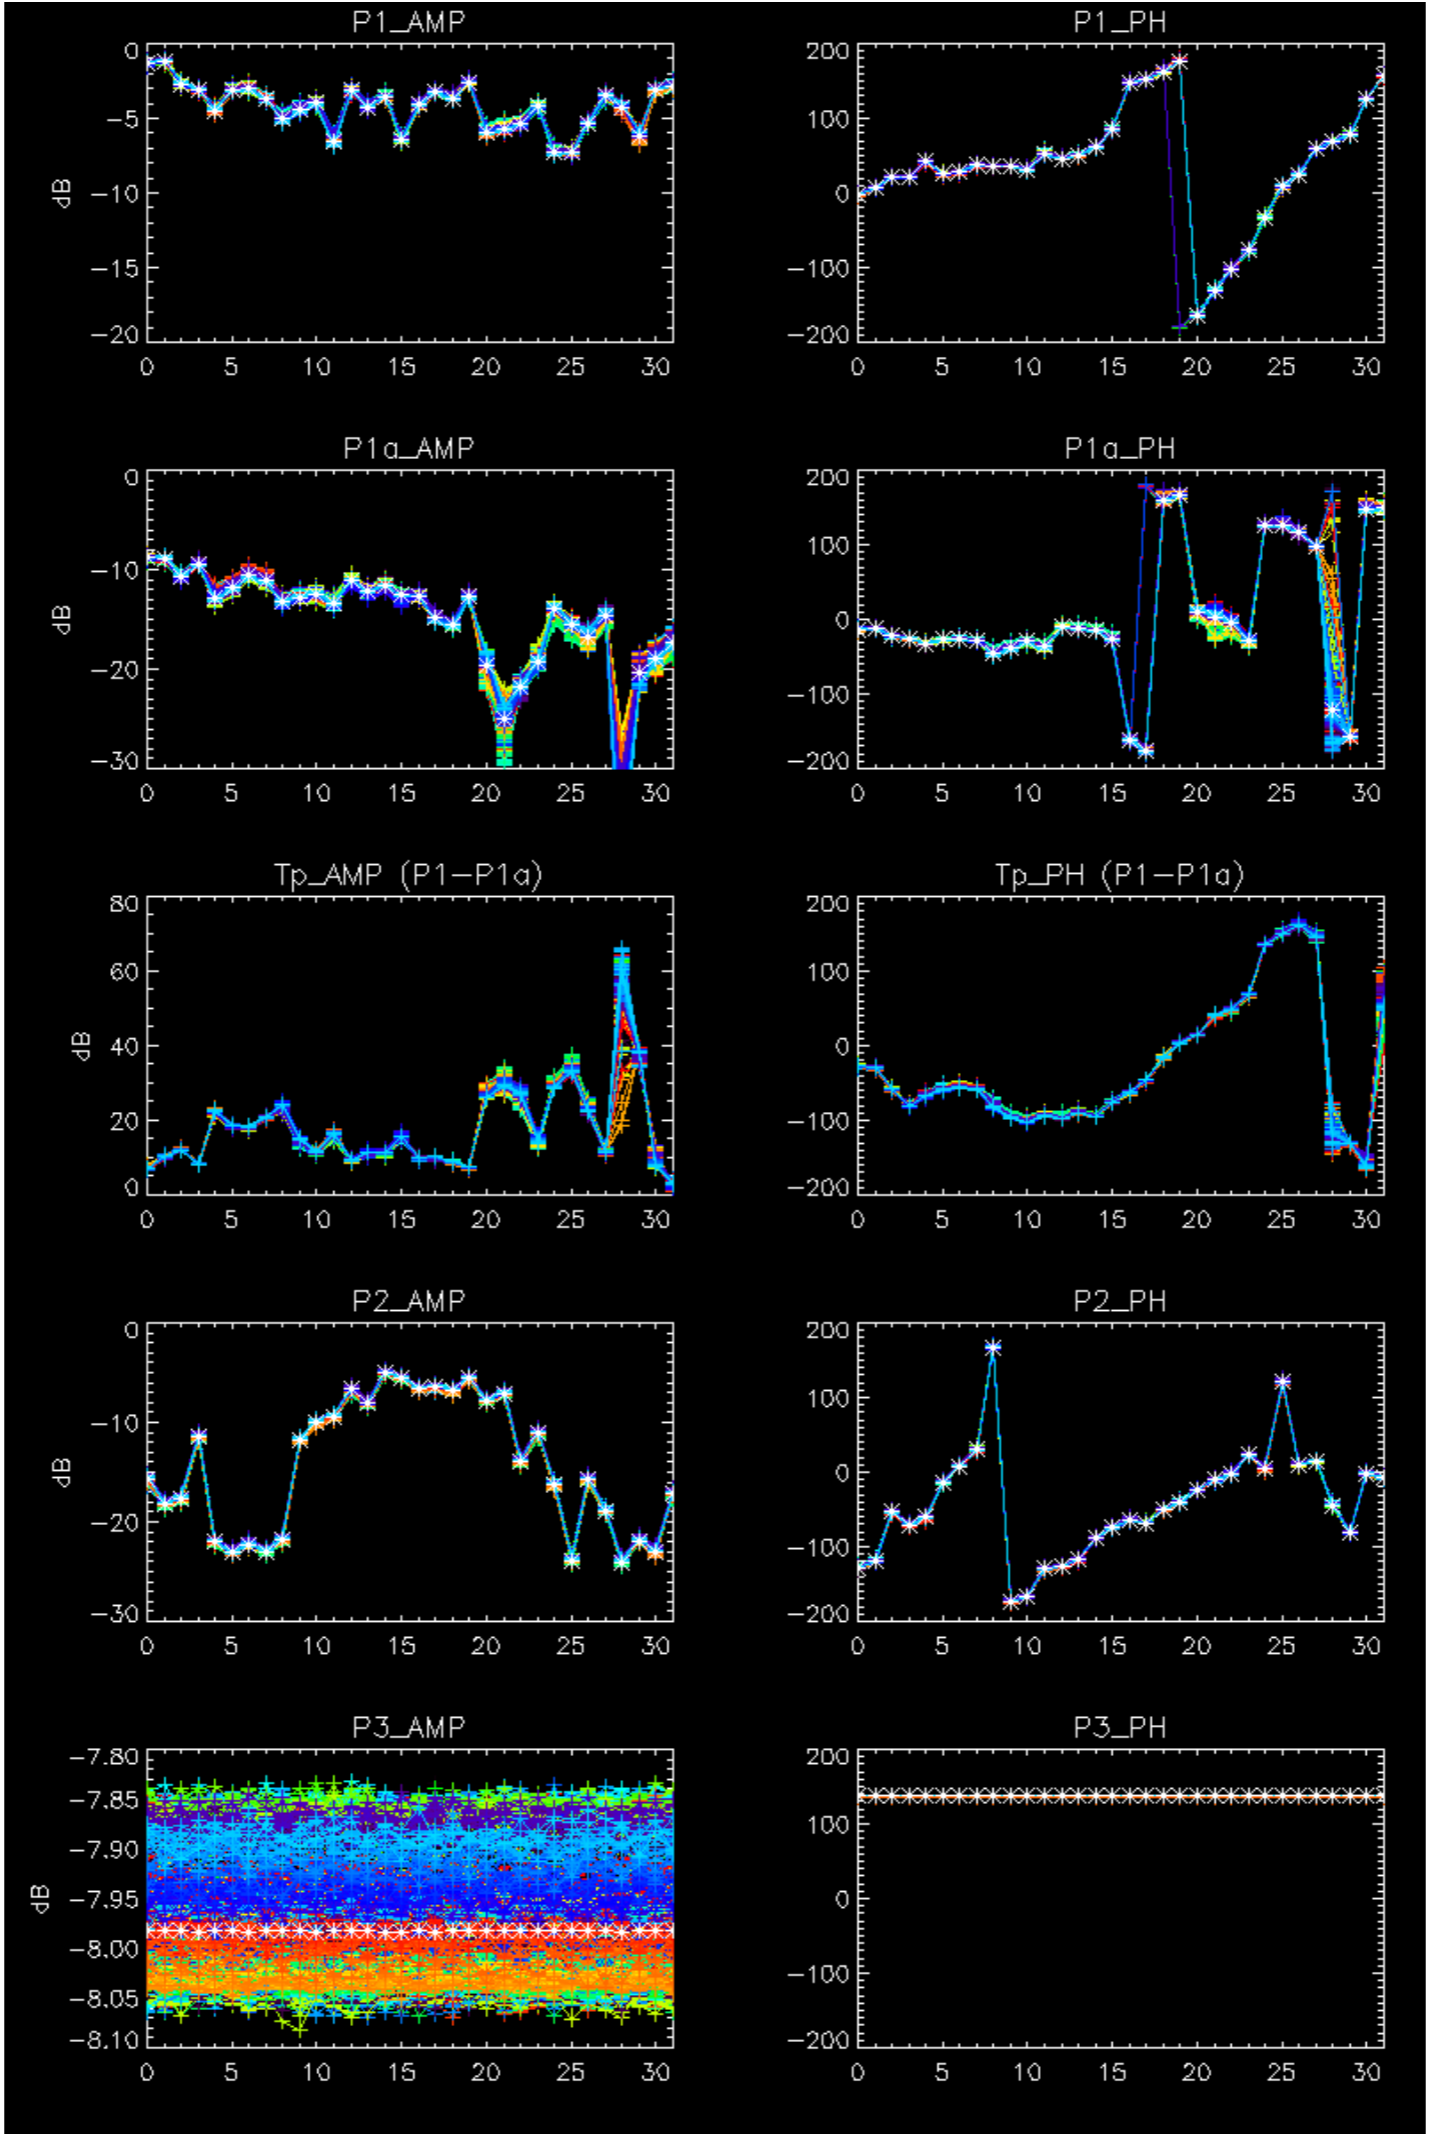 P1_AMP P1_PH
0 200
−5 100
dB −10 0
−15 −100
−20 −200
0 5 10 15 20 25 30 0 5 10 15 20 25 30
P1a_AMP P1a_PH
0 200
−10 100
dB 0
−20 −100
−30 −200
0 5 10 15 20 25 30 0 5 10 15 20 25 30
Tp_AMP (P1−P1a) Tp_PH (P1−P1a)
80 200
60 100
dB 40 0
20 −100
0 −200
0 5 10 15 20 25 30 0 5 10 15 20 25 30
P2_AMP P2_PH
0 200
−10 100
dB 0
−20 −100
−30 −200
0 5 10 15 20 25 30 0 5 10 15 20 25 30
P3_AMP P3_PH
−7.80 200
−7.85 100
−7.90
dB −7.95 0
−8.00 −100
−8.05
−8.10 −200
0 5 10 15 20 25 30 0 5 10 15 20 25 30